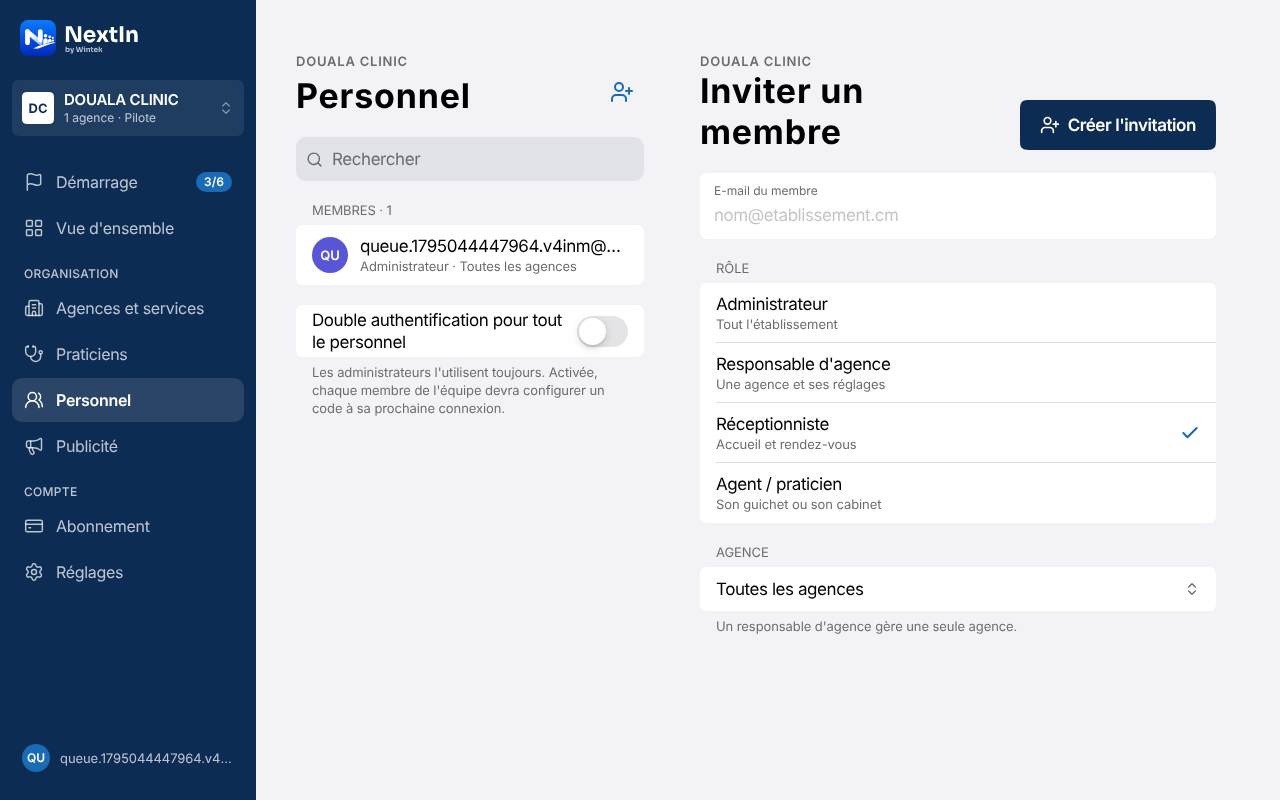 NextIn
by Wintek
DC
DOUALA CLINIC
1 agence · Pilote
Démarrage
3/6
Vue d'ensemble
ORGANISATION
Agences et services
Praticiens
Personnel
Publicité
COMPTE
Abonnement
Réglages
QU
queue.1795044447964.v4...
DOUALA CLINIC
Personnel
Rechercher
MEMBRES · 1
QU
queue.1795044447964.v4inm@...
Administrateur · Toutes les agences
Double authentification pour tout
le personnel
Les administrateurs l'utilisent toujours. Activée,
chaque membre de l'équipe devra configurer un
code à sa prochaine connexion.
DOUALA CLINIC
Inviter un
membre
Créer l'invitation
E-mail du membre
nom@etablissement.cm
RÔLE
Administrateur
Tout l'établissement
Responsable d'agence
Une agence et ses réglages
Réceptionniste
Accueil et rendez-vous
Agent / praticien
Son guichet ou son cabinet
AGENCE
Toutes les agences
Un responsable d'agence gère une seule agence.